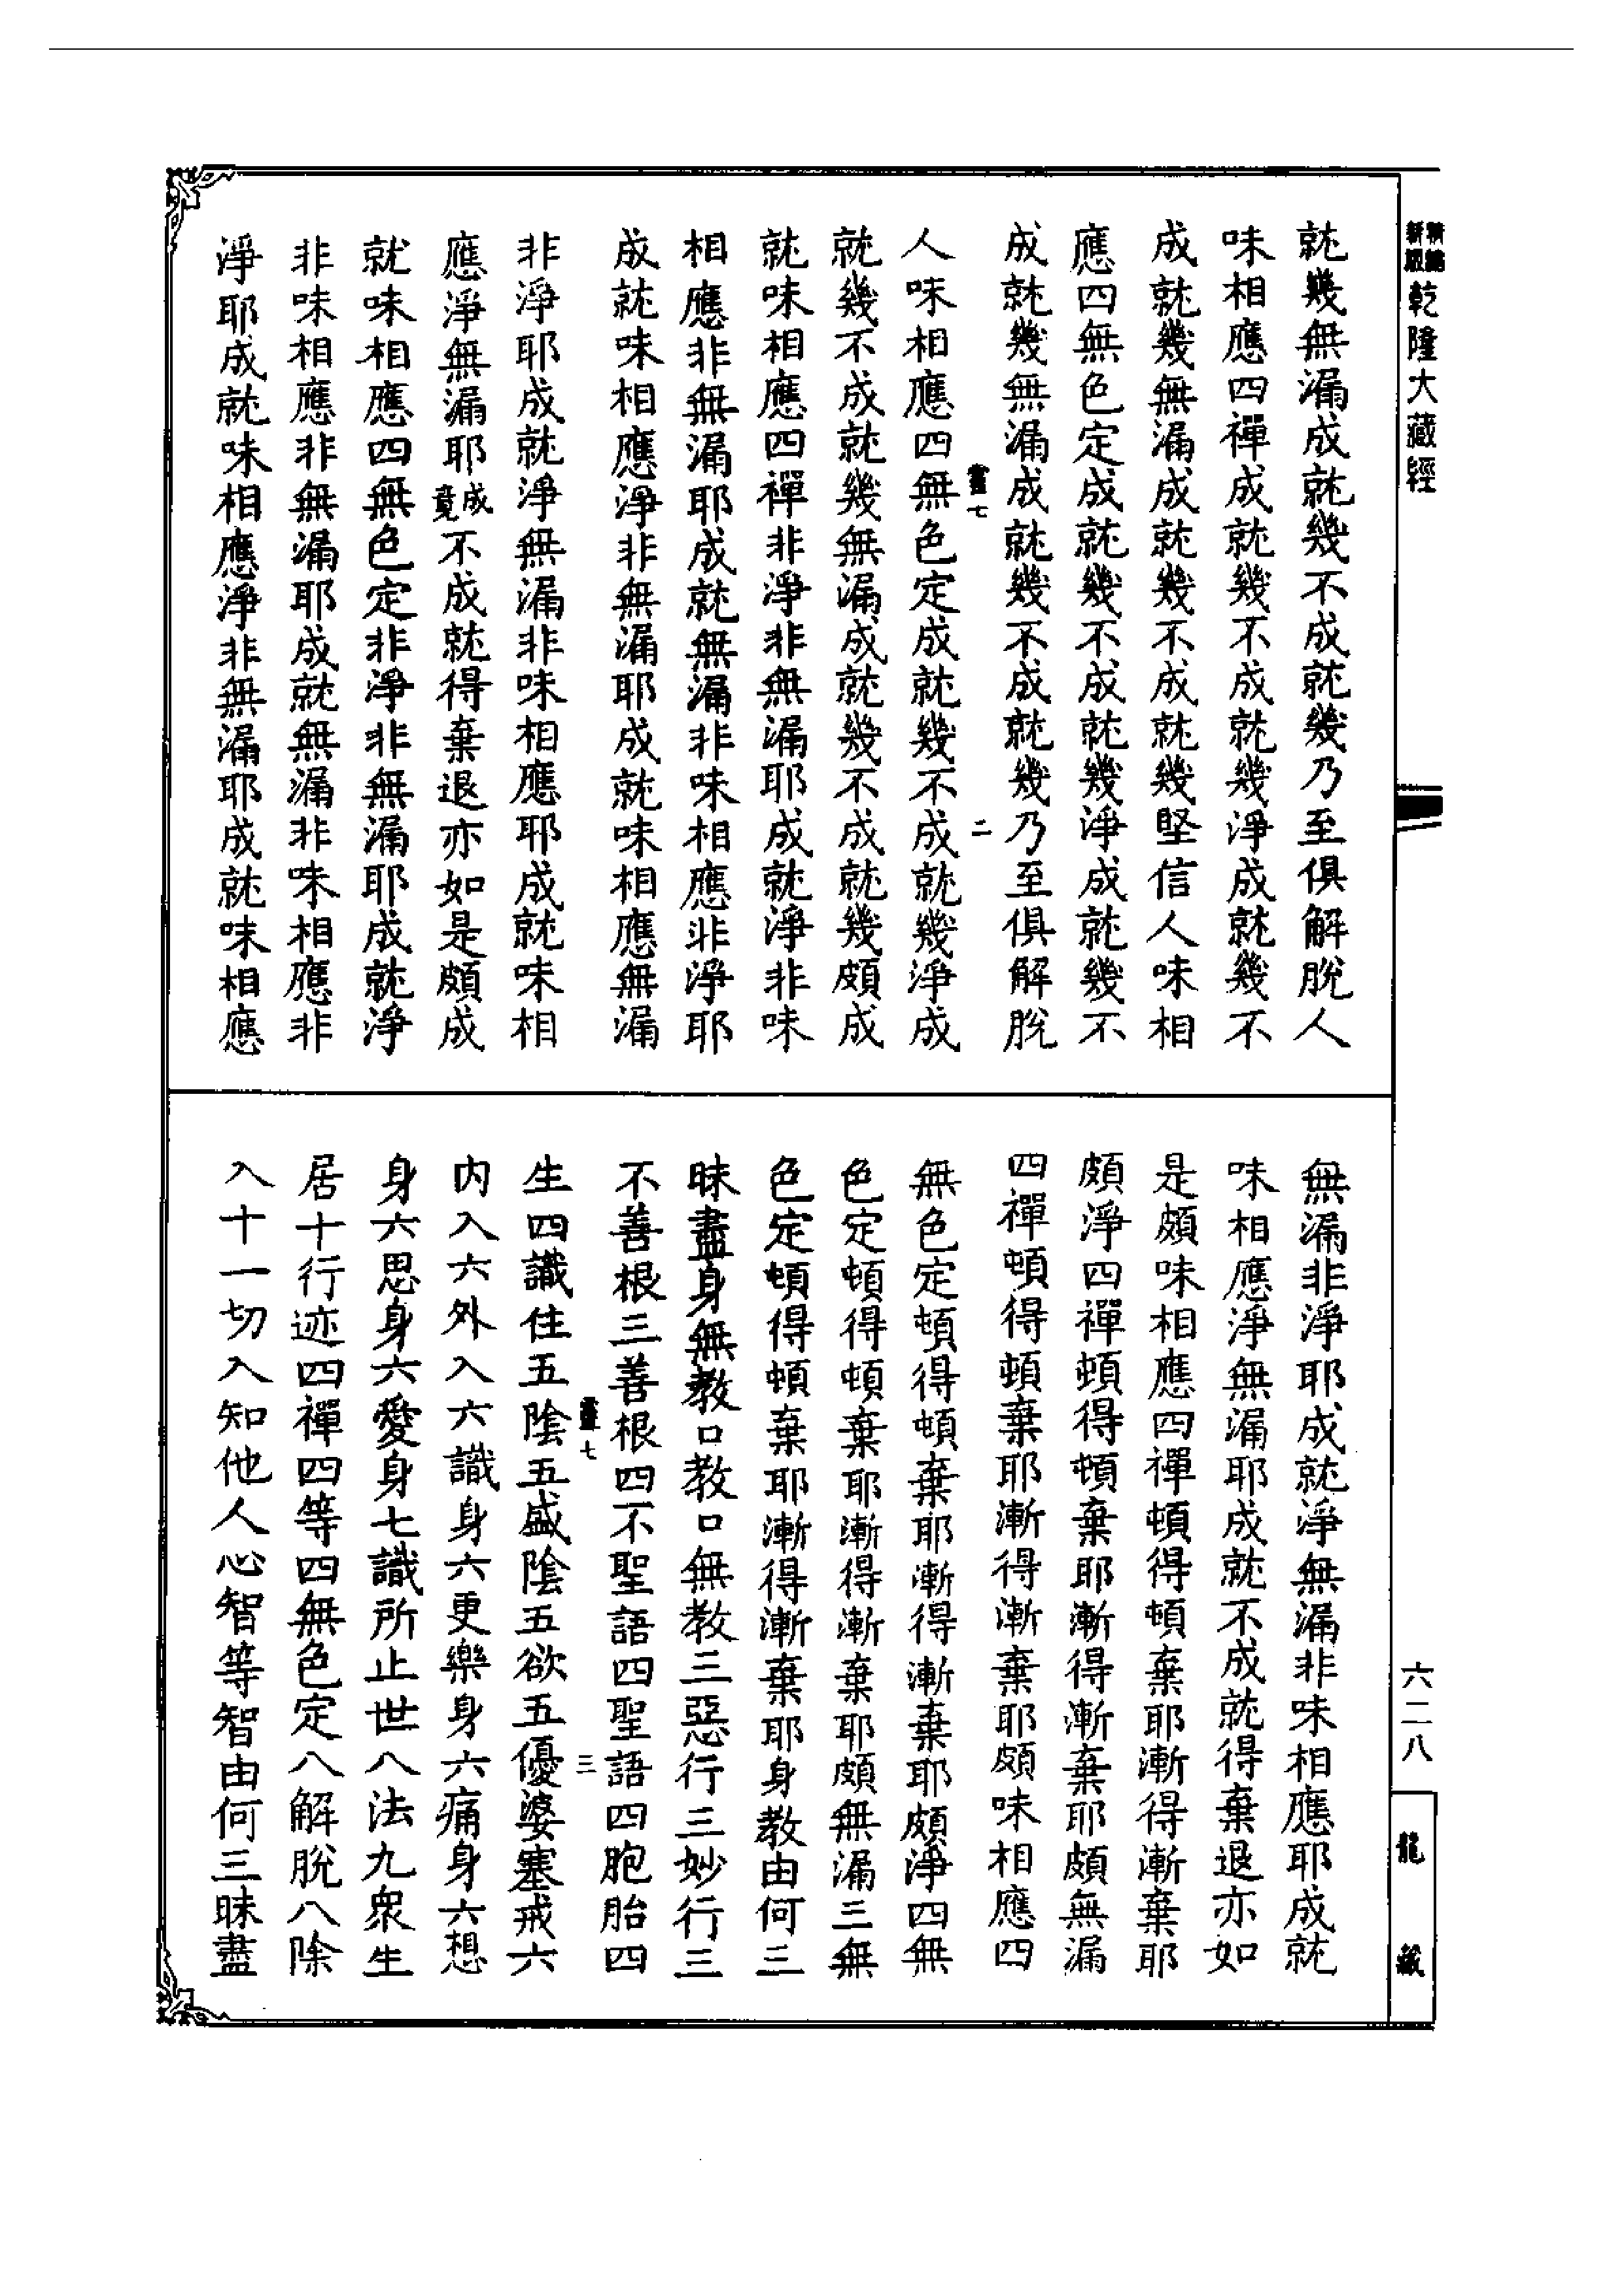 新編縮版乾隆大藏經
就幾無漏成就幾不成就幾乃至俱解脫人
味相應四禪成就幾不成就幾淨成就幾不
成就幾無漏成就幾不成就幾堅信人味相
應四無色定成就幾不成就幾淨成就幾不
成就幾無漏成就幾不成就幾乃至俱解脫
人味相應四無色定成就幾不成就幾淨成
就幾不成就幾無漏成就幾不成就幾頗成
就味相應四禪非淨非無漏耶成就淨非味
相應非無漏耶成就無漏非味相應非淨耶
成就味相應淨非無漏耶成就味相應無漏
非淨耶成就淨無漏非味相應耶成就味相
應淨無漏耶成竟不成就得棄退亦如是頗成
就味相應四無色定非淨非無漏耶成就淨
非味相應非無漏耶成就無漏非味相應非
淨耶成就味相應淨非無漏耶成就味相應
無漏非淨耶成就淨無漏非味相應耶成就
味相應淨無漏耶成就不成就得棄退亦如
是頗味相應四禪頓得頓棄耶漸得漸棄耶
頗淨四禪頓得頓棄耶漸得漸棄耶頗無漏
四禪頓得頓棄耶漸得漸棄耶頗味相應四
無色定頓得頓棄耶漸得漸棄耶頗淨四無
色定頓得頓棄耶漸得漸棄耶頗無漏三無
色定頓得頓棄耶漸得漸棄耶身教由何三
昧盡身無教口教口無教三惡行三妙行三
不善根三善根四不聖語四聖語四胞胎四
生四識住五陰五盛陰五欲五優婆塞戒六
內入六外入六識身六更樂身六痛身六想
身六思身六愛身七識所止世八法九眾生
居十行迹四禪四等四無色定八解脫八除
入十一切入知他人心智等智由何三昧盡
六二八
龍藏